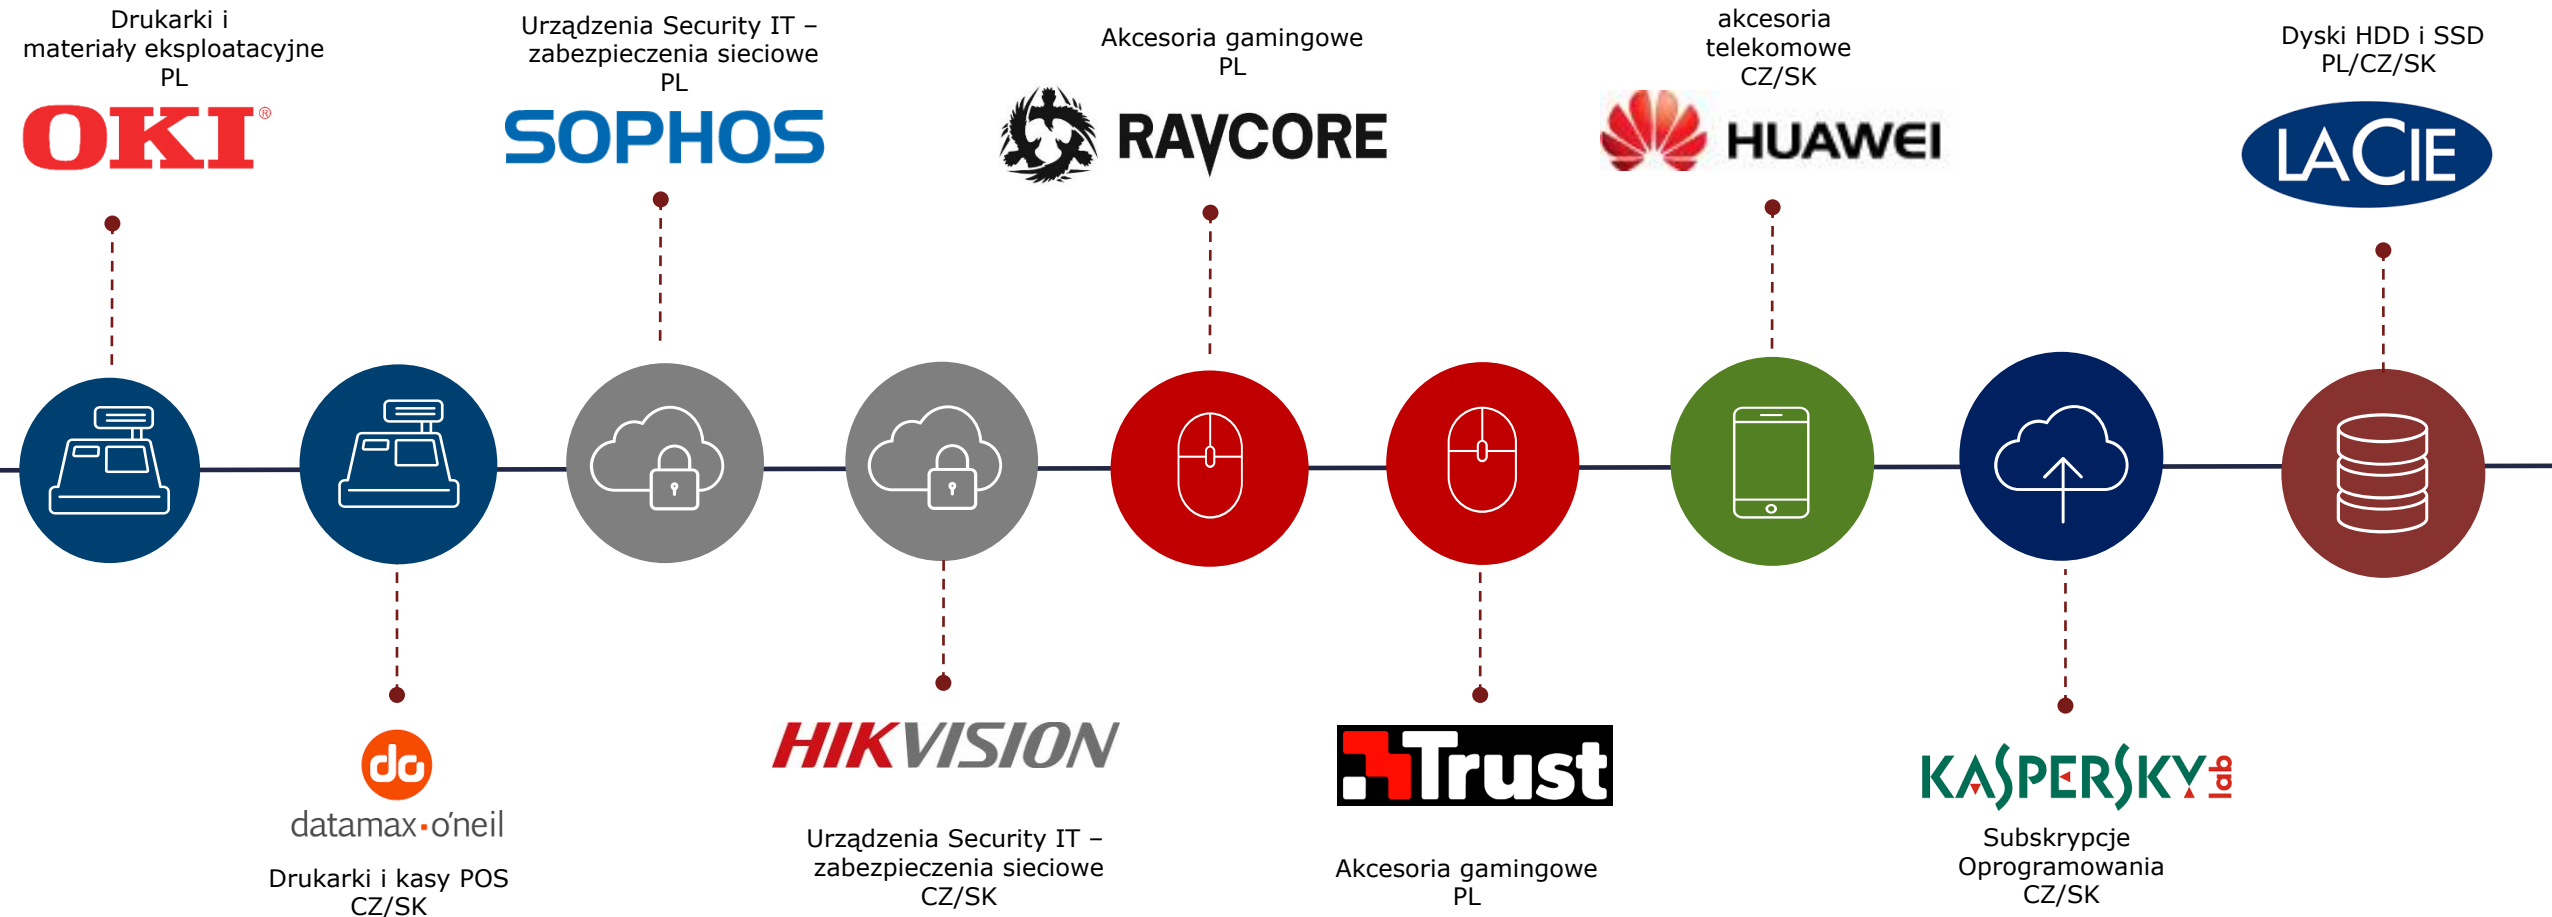 Drukarki i
materiały eksploatacyjne
PL
OKI®
Urządzenia Security IT –
zabezpieczenia sieciowe
PL
SOPHOS
Akcesoria gamingowe
PL
RAVCORE
akcesoria
telekomowe
CZ/SK
HUAWEI
Dyski HDD i SSD
PL/CZ/SK
LACIE
do
datamax·o'neil
Drukarki i kasy POS
CZ/SK
HIKVISION
Urządzenia Security IT –
zabezpieczenia sieciowe
CZ/SK
Trust
Akcesoria gamingowe
PL
KASPERSKY lab
Subskrypcje
Oprogramowania
CZ/SK